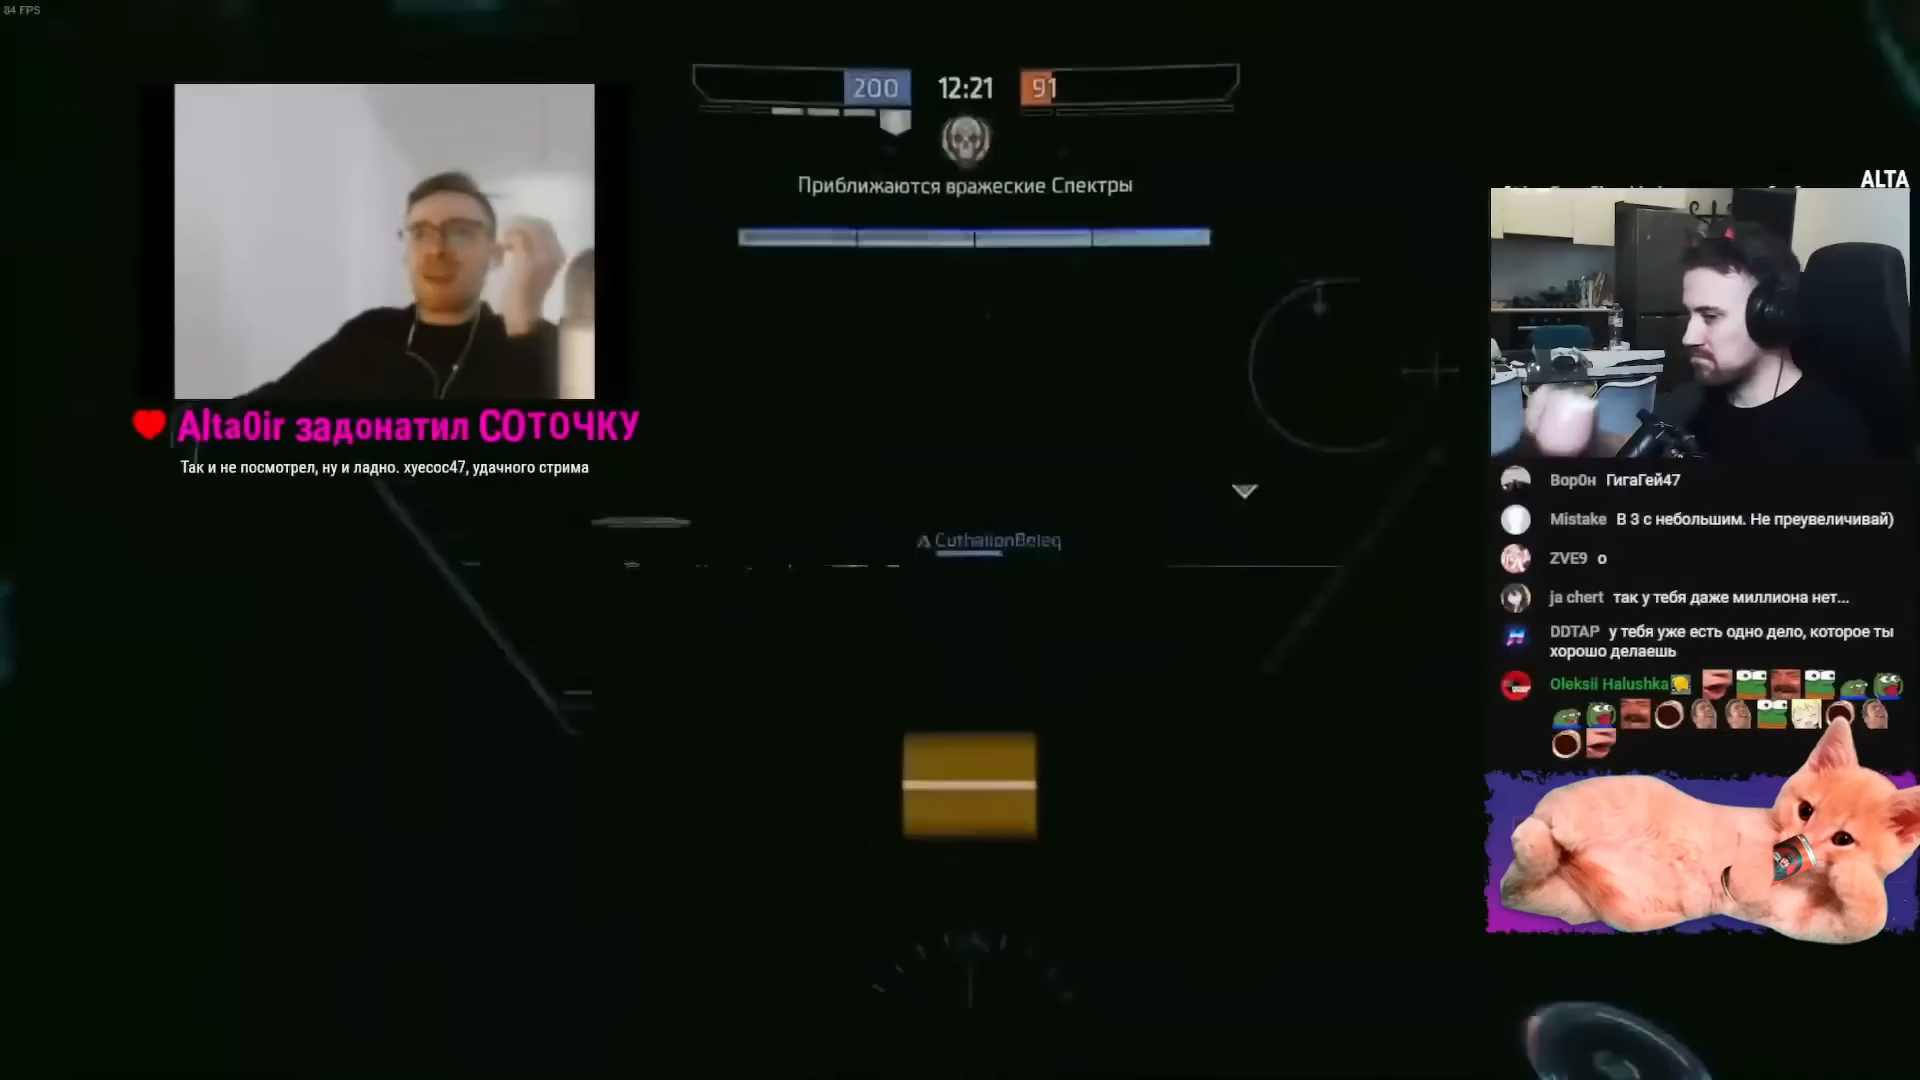 84 FPS
200 12:21 91
Приближаются вражеские Спектры
ALTA
Alta0ir задонатил СОТОЧКУ
Так и не посмотрел, ну и ладно. хуесос47, удачного стрима
CuthalionBeleq
Bop0н ГигаГей47
Mistake В 3 с небольшим. Не преувеличивай)
ZVE9 о
ja chert так у тебя даже миллиона нет...
DDTAP у тебя уже есть одно дело, которое ты
хорошо делаешь
Oleksii Halushka